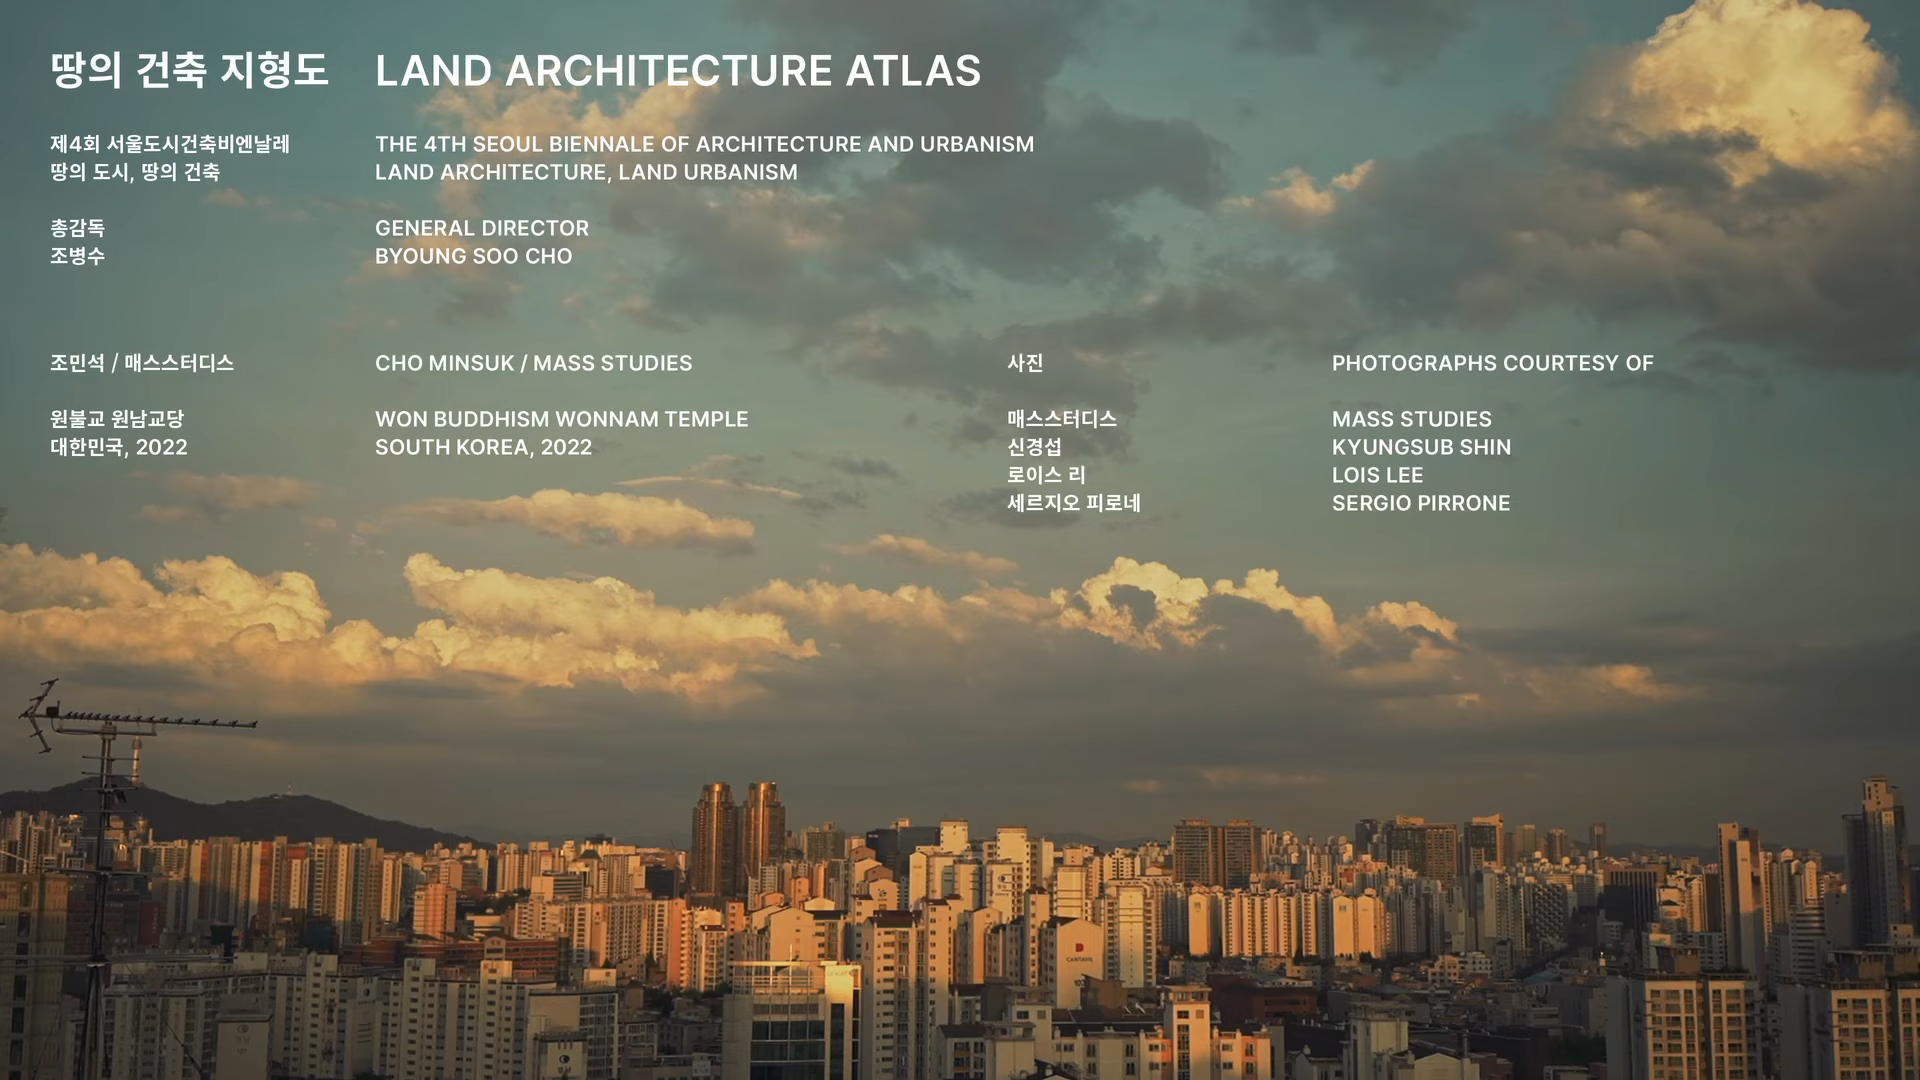 땅의 건축 지형도 LAND ARCHITECTURE ATLAS
제4회 서울도시건축비엔날레 THE 4TH SEOUL BIENNALE OF ARCHITECTURE AND URBANISM
땅의 도시, 땅의 건축 LAND ARCHITECTURE, LAND URBANISM
총감독 GENERAL DIRECTOR
조병수 BYOUNG SOO CHO
조민석 / 매스스터디스 CHO MINSUK / MASS STUDIES
원불교 원남교당 WON BUDDHISM WONNAM TEMPLE
대한민국, 2022 SOUTH KOREA, 2022
사진 PHOTOGRAPHS COURTESY OF
매스스터디스 MASS STUDIES
신경섭 KYUNGSUB SHIN
로이스 리 LOIS LEE
세르지오 피로네 SERGIO PIRRONE
CANTAVIL